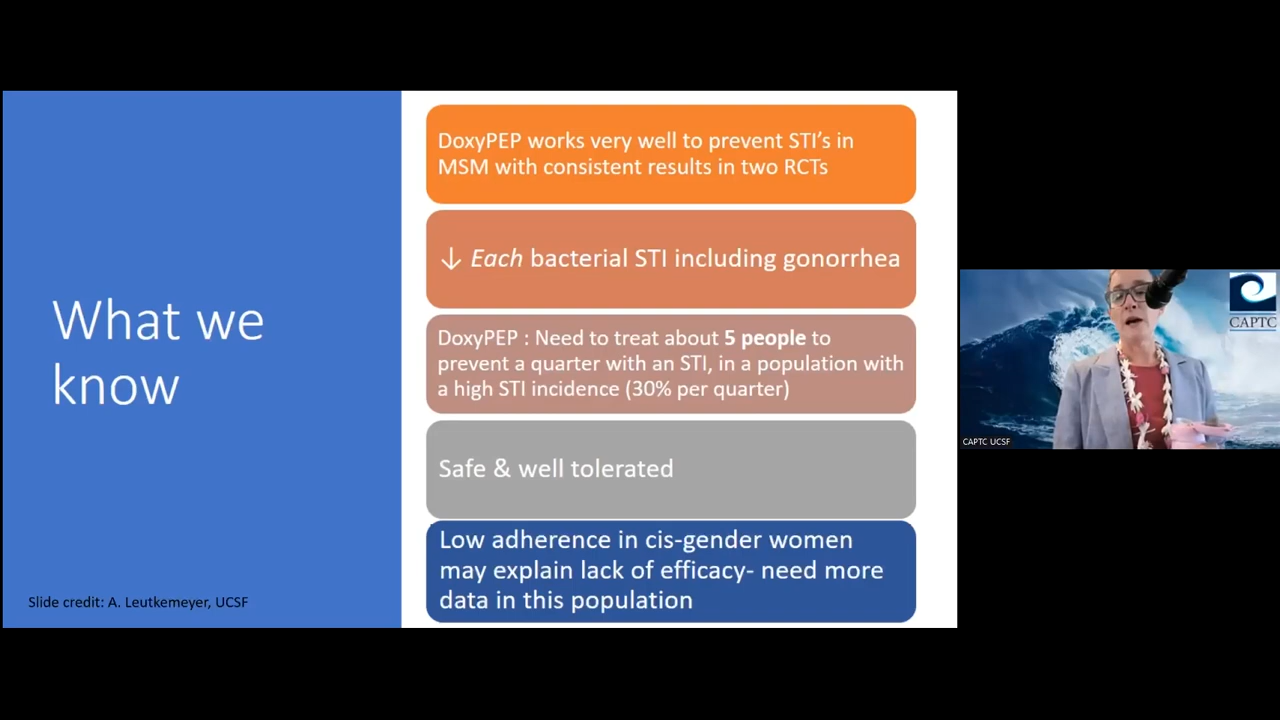 What we
know
Slide credit: A. Leutkemeyer, UCSF
DoxyPEP works very well to prevent STI's in
MSM with consistent results in two RCTs
↓ Each bacterial STI including gonorrhea
DoxyPEP : Need to treat about 5 people to
prevent a quarter with an STI, in a population with
a high STI incidence (30% per quarter)
Safe & well tolerated
Low adherence in cis-gender women
may explain lack of efficacy- need more
data in this population
CAPTC
CAPTC UCSF